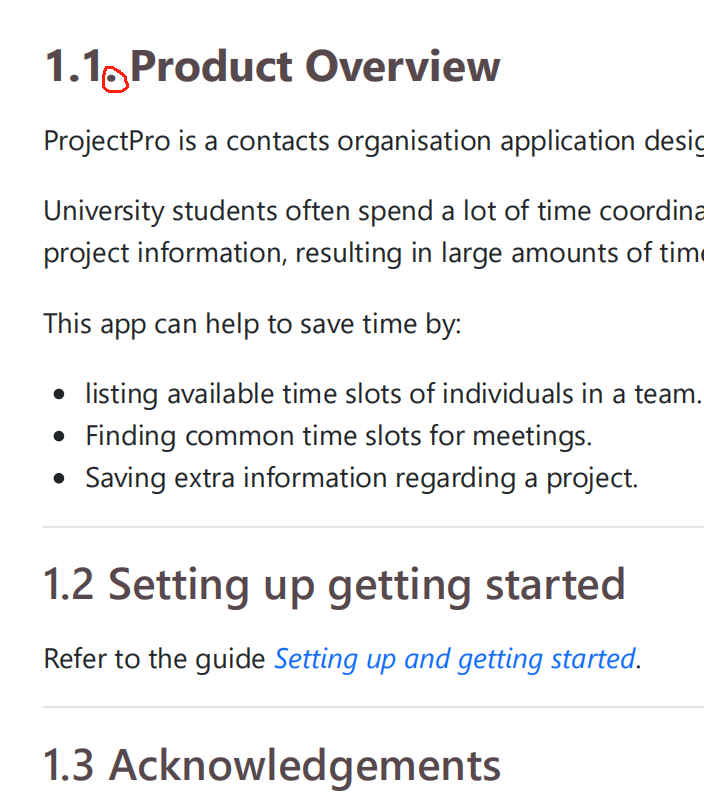 1.1. Product Overview
ProjectPro is a contacts organisation application
University students often spend a lot of time
project information, resulting in large amounts of
This app can help to save time by:
• listing available time slots of individuals in a team.
• Finding common time slots for meetings.
• Saving extra information regarding a project.
1.2 Setting up getting started
Refer to the guide Setting up and getting started.
1.3 Acknowledgements